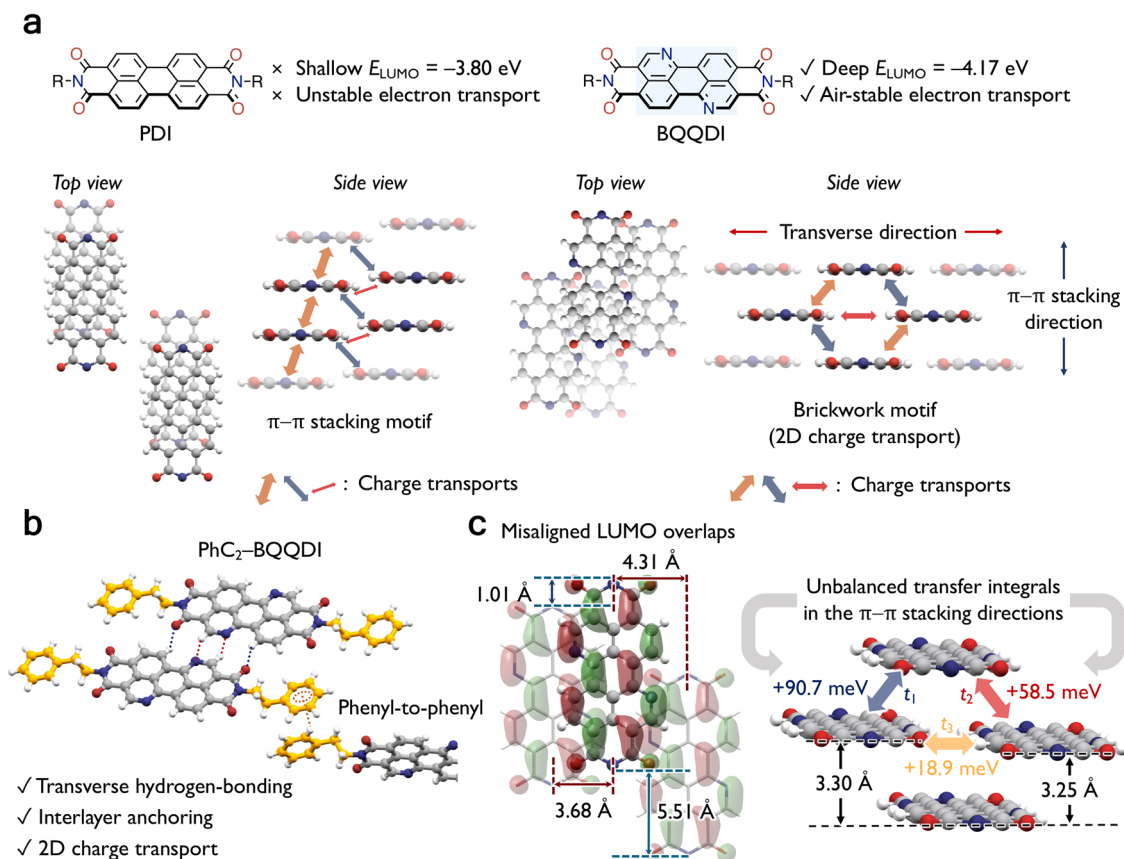 a
O
O
R–N
N–R
O
O
PDI
× Shallow E_LUMO = –3.80 eV
× Unstable electron transport
O
N
O
R–N
N–R
O
N
O
BQQDI
✓ Deep E_LUMO = –4.17 eV
✓ Air-stable electron transport
Top view
Side view
π–π stacking motif
: Charge transports
Top view
Side view
Transverse direction
π–π stacking
direction
Brickwork motif
(2D charge transport)
: Charge transports
b
PhC₂–BQQDI
Phenyl-to-phenyl
✓ Transverse hydrogen-bonding
✓ Interlayer anchoring
✓ 2D charge transport
c
Misaligned LUMO overlaps
4.31 Å
1.01 Å
3.68 Å
5.51 Å
Unbalanced transfer integrals
in the π–π stacking directions
+90.7 meV
t₁
t₂
+58.5 meV
t₃
+18.9 meV
3.30 Å
3.25 Å